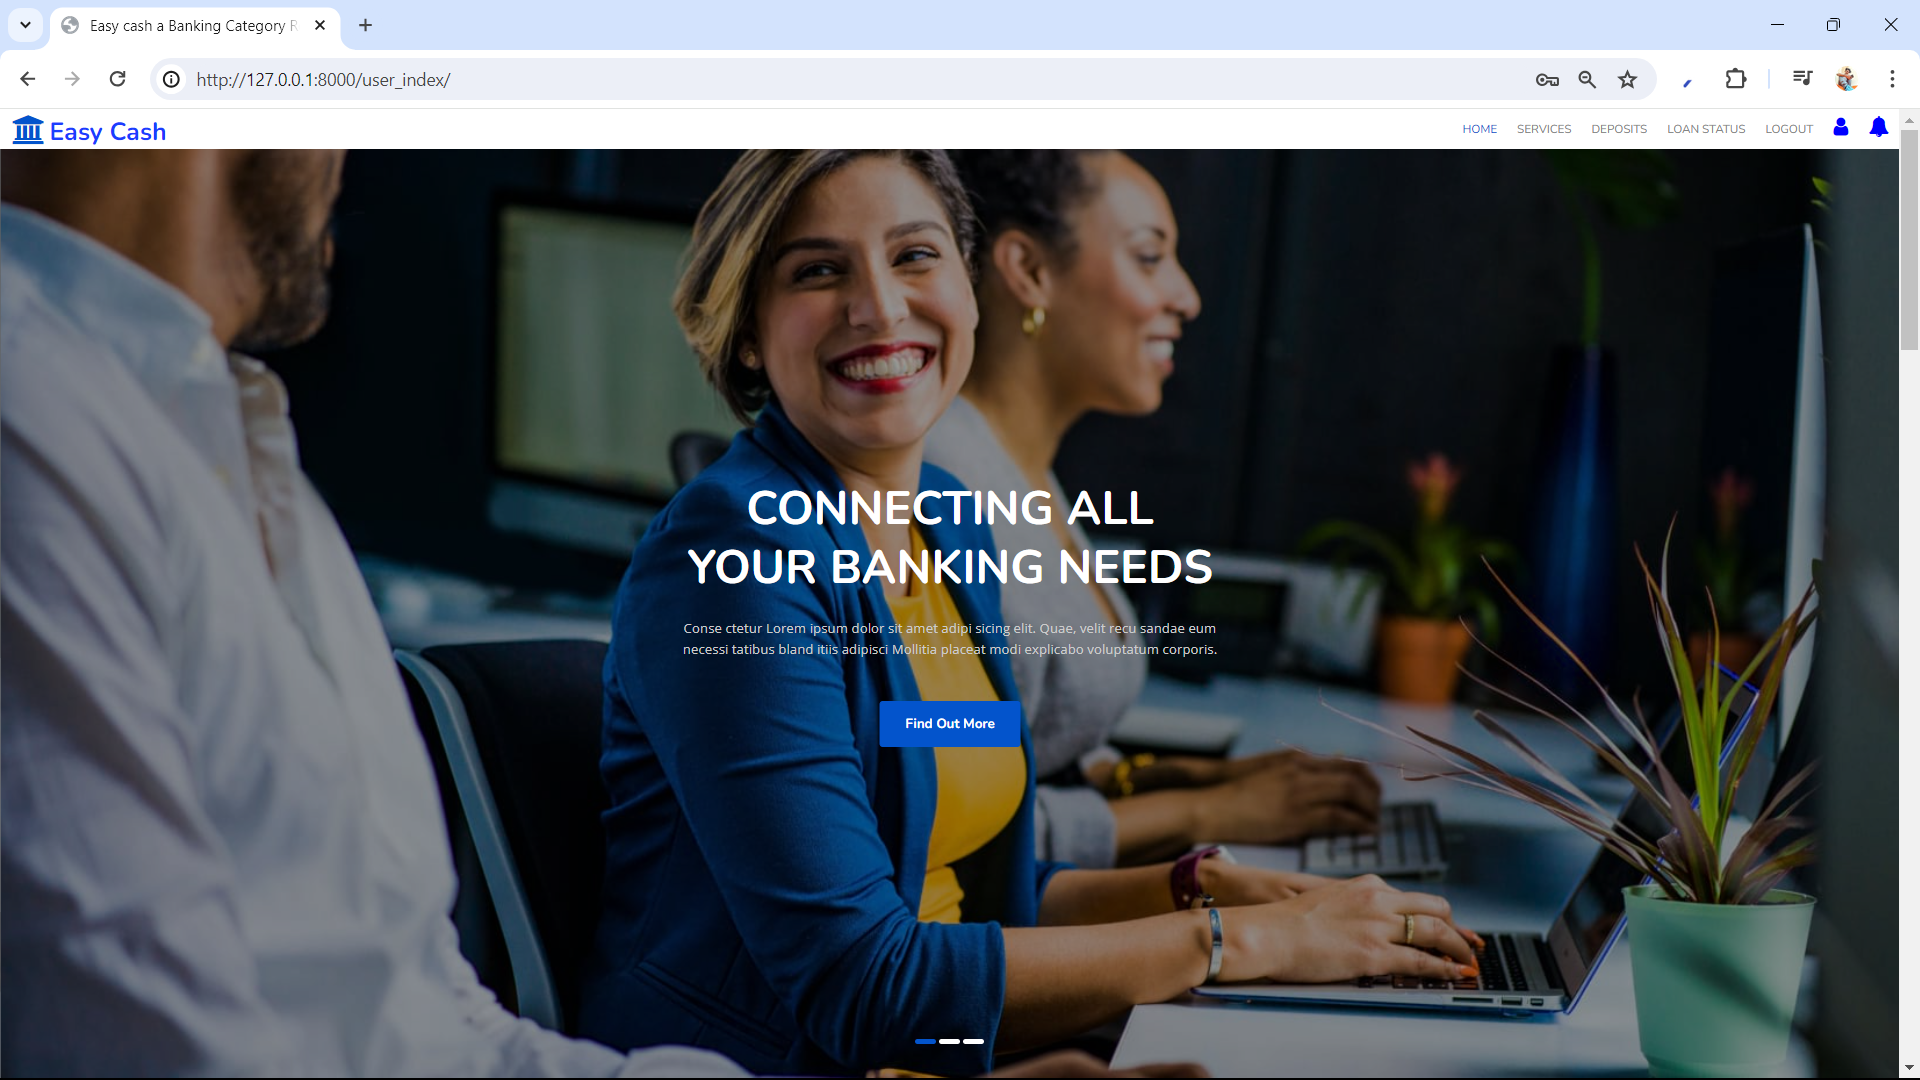 Easy cash a Banking Category R
http://127.0.0.1:8000/user_index/
Easy Cash
HOME SERVICES DEPOSITS LOAN STATUS LOGOUT
CONNECTING ALL
YOUR BANKING NEEDS
Conse ctetur Lorem ipsum dolor sit amet adipi sicing elit. Quae, velit recu sandae eum
necessi tatibus bland itiis adipisci Mollitia placeat modi explicabo voluptatum corporis.
Find Out More